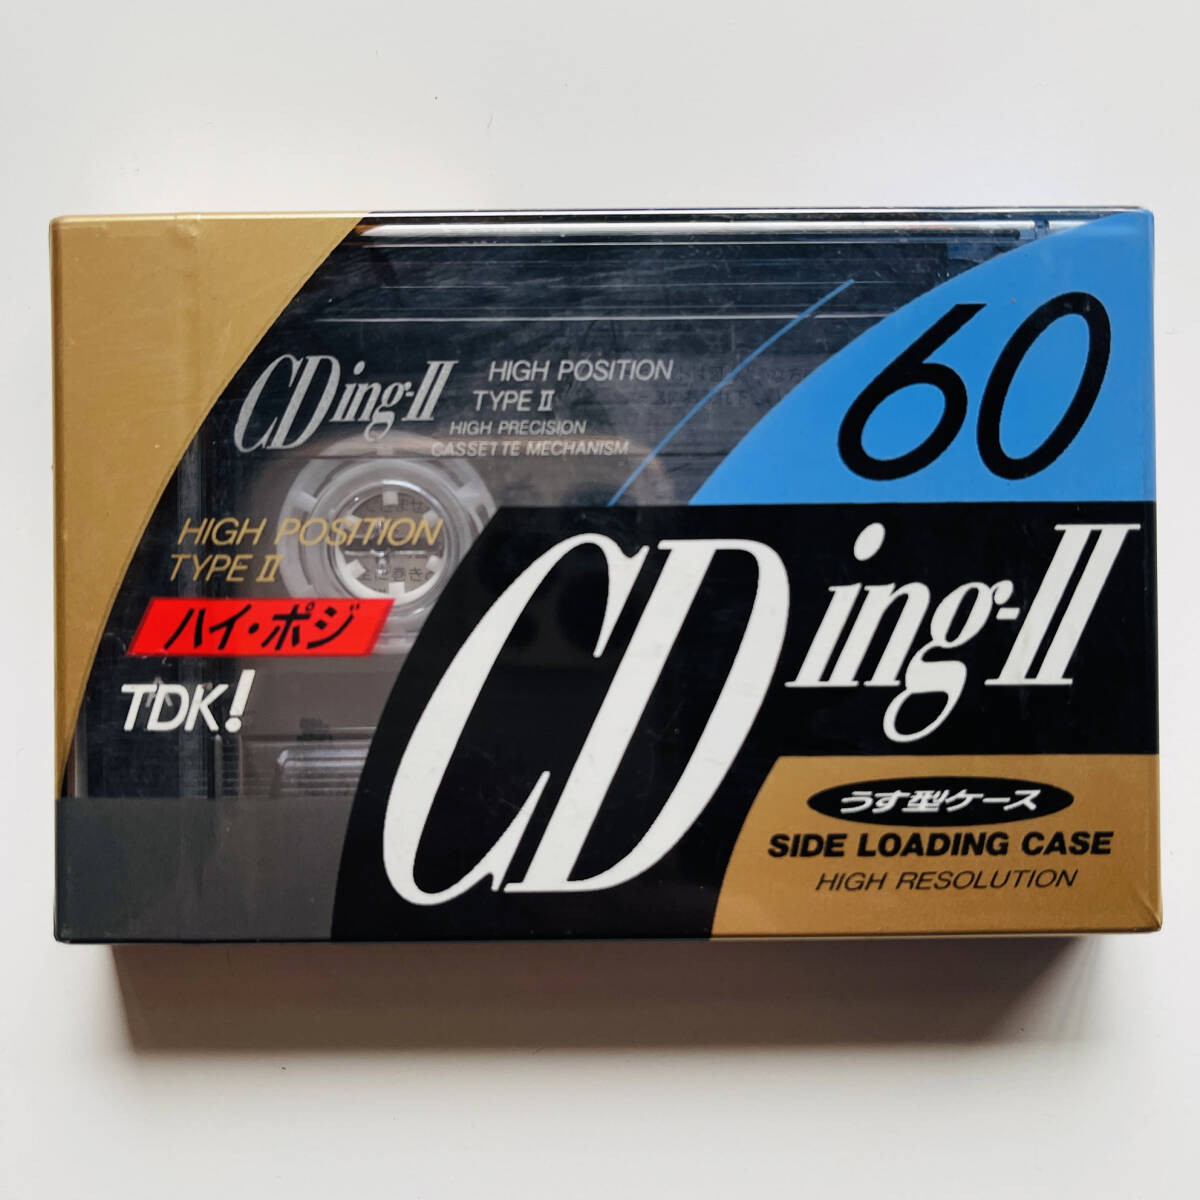 60
CDing-II
HIGH POSITION
TYPE II
HIGH PRECISION
CASSETTE MECHANISM
HIGH POSITION
TYPE II
ハイ・ポジ
TDK!
CDing-II
うす型ケース
SIDE LOADING CASE
HIGH RESOLUTION